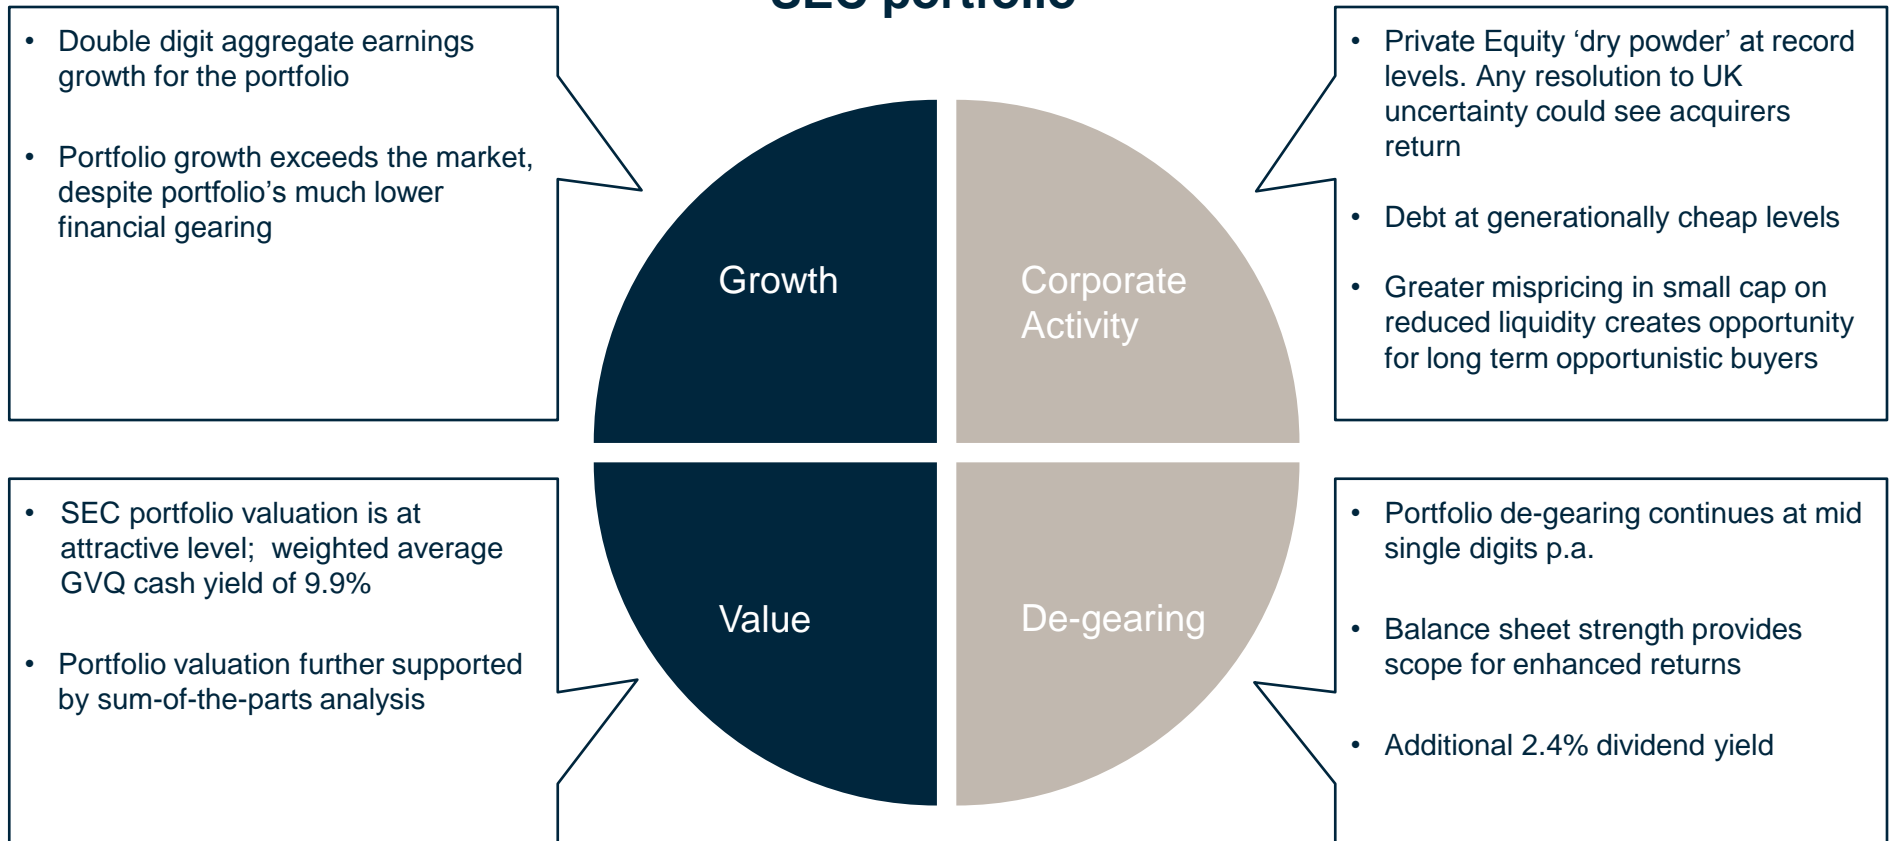 SEC portfolio
• Double digit aggregate earnings
growth for the portfolio
• Portfolio growth exceeds the market,
despite portfolio’s much lower
financial gearing
Growth
Corporate
Activity
• Private Equity ‘dry powder’ at record
levels. Any resolution to UK
uncertainty could see acquirers
return
• Debt at generationally cheap levels
• Greater mispricing in small cap on
reduced liquidity creates opportunity
for long term opportunistic buyers
• SEC portfolio valuation is at
attractive level;  weighted average
GVQ cash yield of 9.9%
• Portfolio valuation further supported
by sum-of-the-parts analysis
Value
De-gearing
• Portfolio de-gearing continues at mid
single digits p.a.
• Balance sheet strength provides
scope for enhanced returns
• Additional 2.4% dividend yield